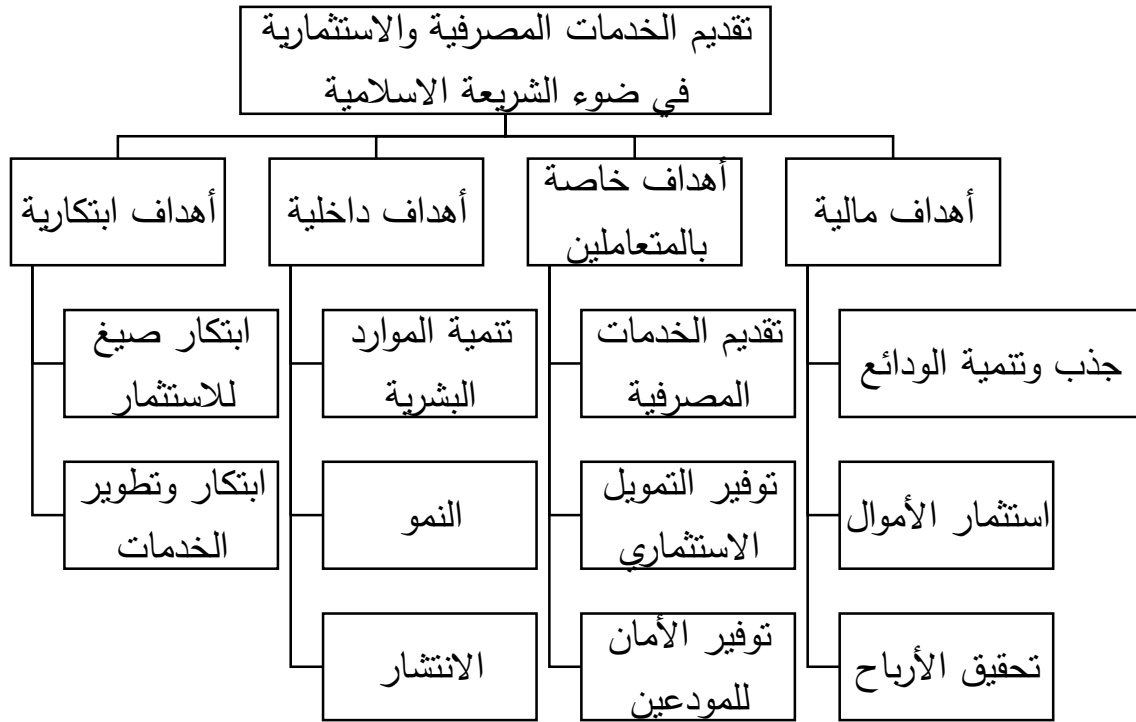 تقديم الخدمات المصرفية والاستثمارية
في ضوء الشريعة الاسلامية
أهداف مالية
جذب وتنمية الودائع
استثمار الأموال
تحقيق الأرباح
أهداف خاصة
بالمتعاملين
تقديم الخدمات
المصرفية
توفير التمويل
الاستثماري
توفير الأمان
للمودعين
أهداف داخلية
تنمية الموارد
البشرية
النمو
الانتشار
أهداف ابتكارية
ابتكار صيغ
للاستثمار
ابتكار وتطوير
الخدمات